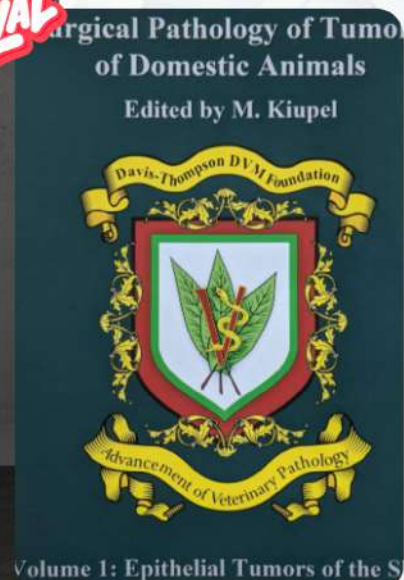 Surgical Pathology of Tumo
of Domestic Animals
Edited by M. Kiupel
Davis-Thompson DVM Foundation
V
Advancement of Veterinary Pathology
Volume 1: Epithelial Tumors of the S